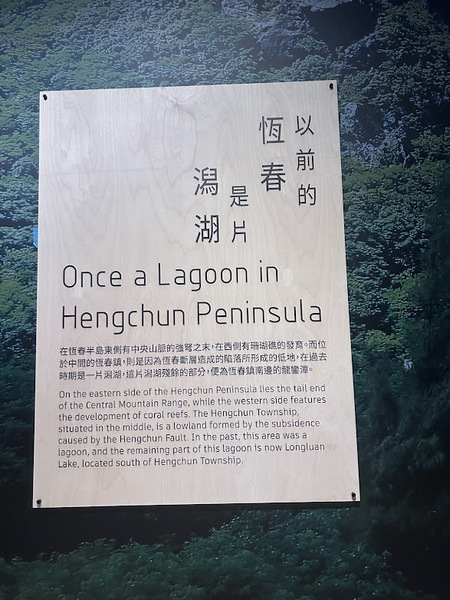 以前的
恆春
是片
潟湖
Once a Lagoon in
Hengchun Peninsula
在恆春半島東側有中央山脈的強弩之末，在西側有珊瑚礁的發育。而位
於中間的恆春鎮，則是因為恆春斷層造成的陷落所形成的低地，在過去
時期是一片潟湖，這片潟湖殘餘的部分，便為恆春鎮南邊的龍鑾潭。
On the eastern side of the Hengchun Peninsula lies the tail end
of the Central Mountain Range, while the western side features
the development of coral reefs. The Hengchun Township,
situated in the middle, is a lowland formed by the subsidence
caused by the Hengchun Fault. In the past, this area was a
lagoon, and the remaining part of this lagoon is now Longluan
Lake, located south of Hengchun Township.